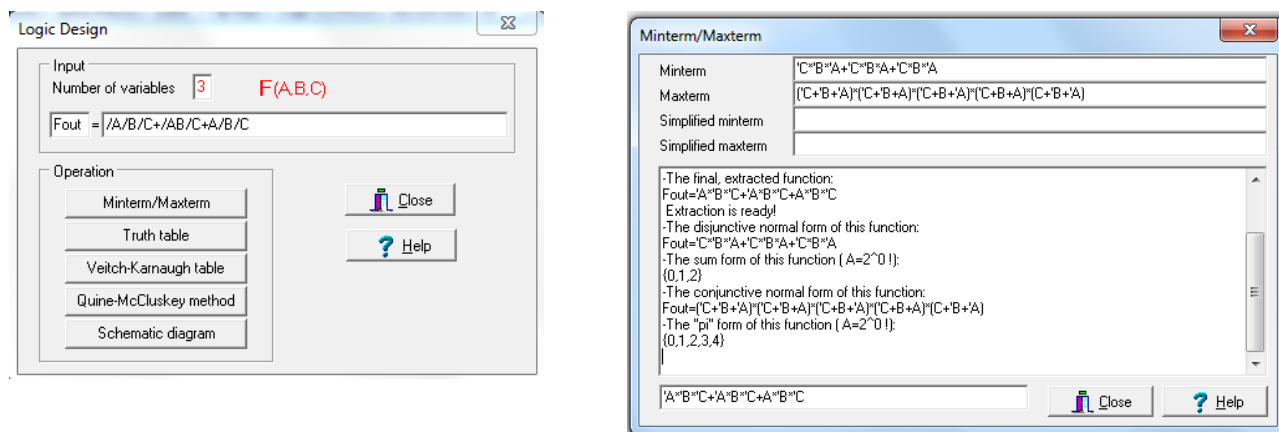 Logic Design
Input
Number of variables 3 F(A,B,C)
Fout = /A/B/C+/AB/C+A/B/C
Operation
Minterm/Maxterm
Truth table
Veitch-Karnaugh table
Quine-McCluskey method
Schematic diagram
Close
Help
Minterm/Maxterm
Minterm 'C*'B*'A+'C*'B*A+'C*B*'A
Maxterm ('C+'B+'A)*('C+'B+A)*('C+B+'A)*('C+B+A)*(C+'B+'A)
Simplified minterm
Simplified maxterm
-The final, extracted function:
Fout='A*'B*'C+'A*B*'C+A*'B*'C
Extraction is ready!
-The disjunctive normal form of this function:
Fout='C*'B*'A+'C*'B*A+'C*B*'A
-The sum form of this function ( A=2^0 !):
{0,1,2}
-The conjunctive normal form of this function:
Fout=('C+'B+'A)*('C+'B+A)*('C+B+'A)*('C+B+A)*(C+'B+'A)
-The "pi" form of this function ( A=2^0 !):
{0,1,2,3,4}
'A*'B*'C+'A*B*'C+A*'B*'C
Close
Help